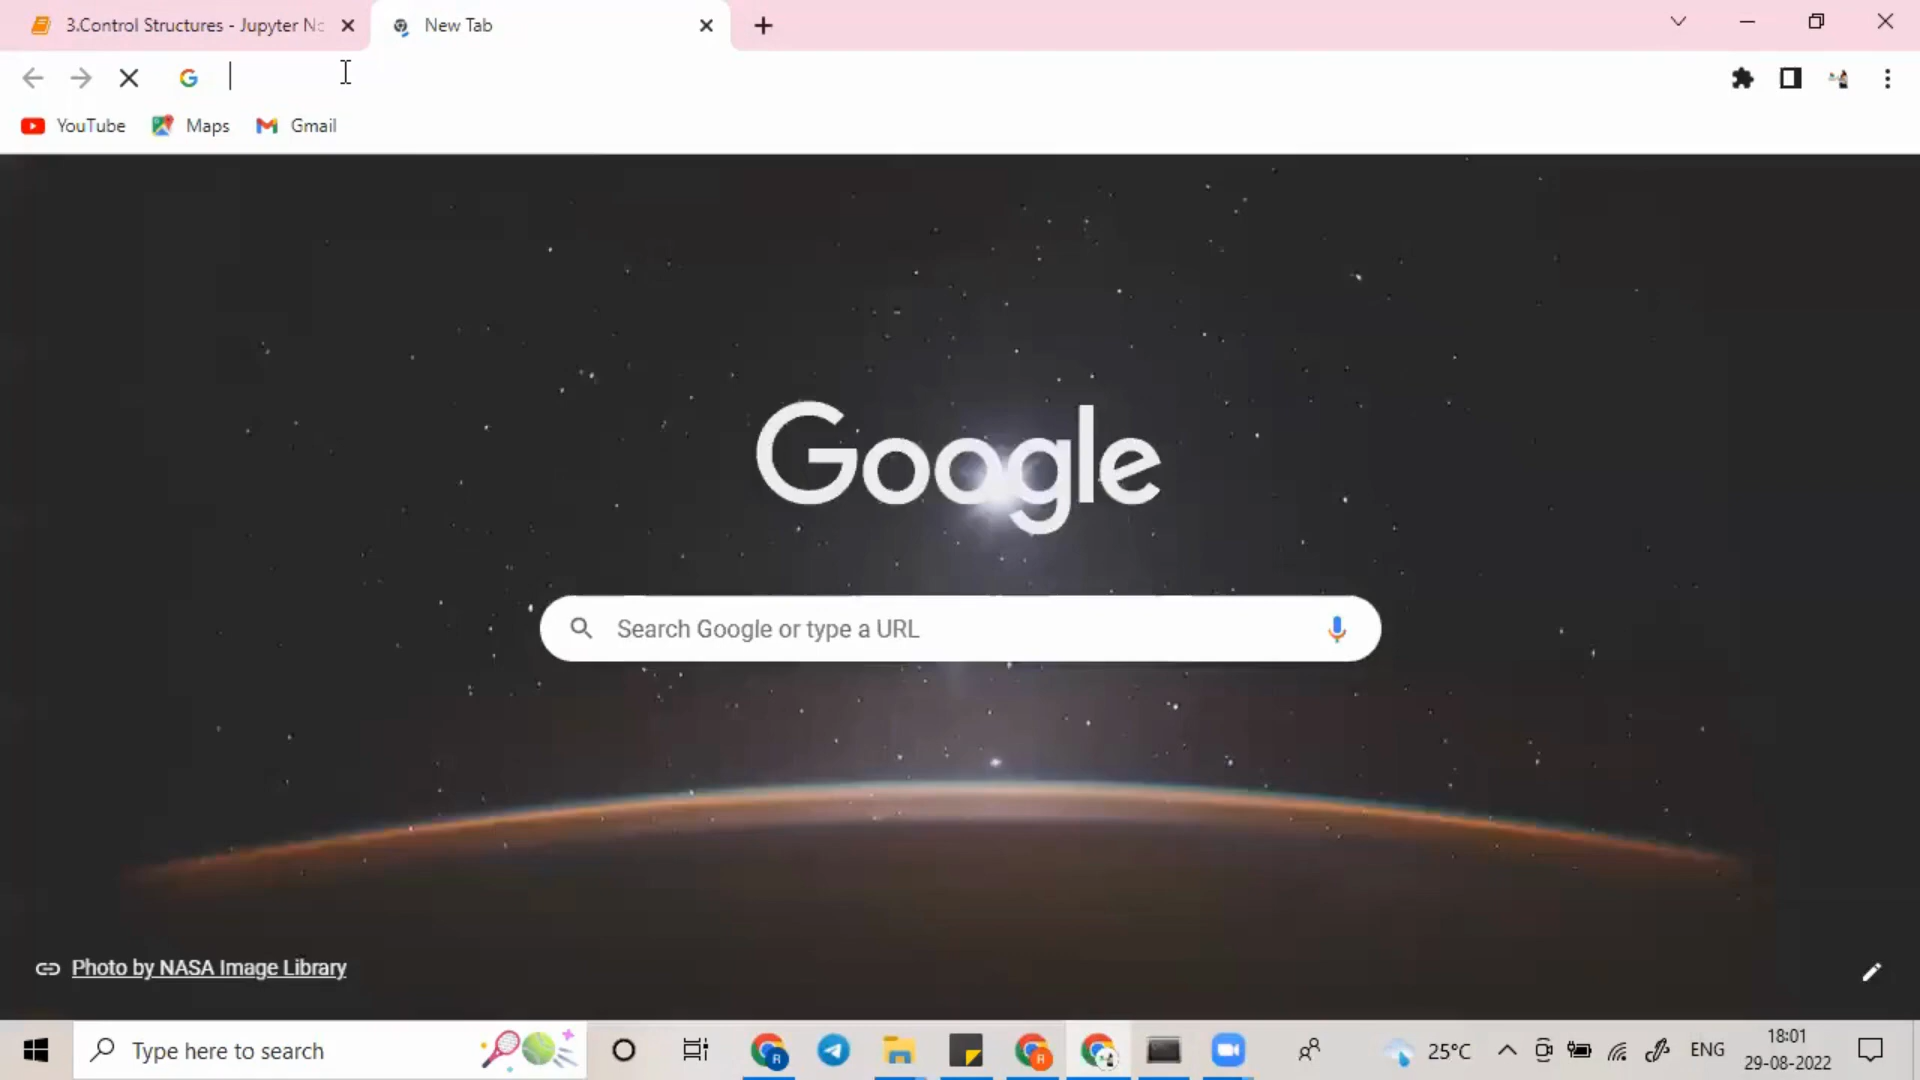 3.Control Structures - Jupyter No
New Tab
YouTube
Maps
Gmail
Google
Search Google or type a URL
Photo by NASA Image Library
Type here to search
25°C
ENG
18:01
29-08-2022